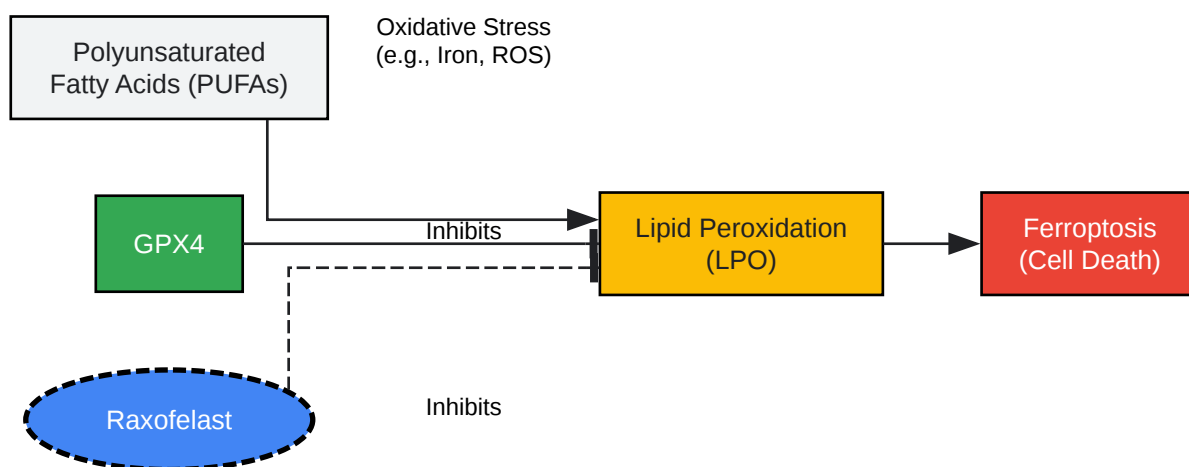 Polyunsaturated
Fatty Acids (PUFAs)
Oxidative Stress
(e.g., Iron, ROS)
GPX4
Inhibits
Lipid Peroxidation
(LPO)
Ferroptosis
(Cell Death)
Raxofelast
Inhibits